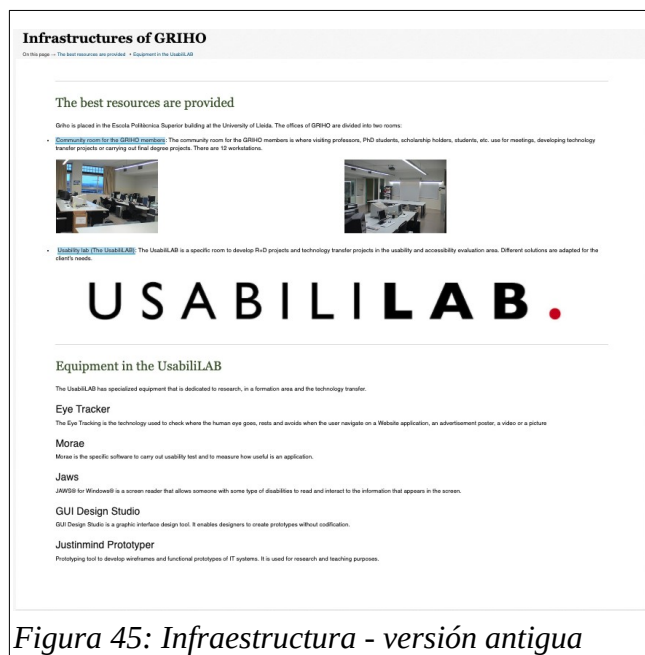 Infrastructures of GRIHO
On this page → The best resources are provided • Equipment in the UsabiliLAB
The best resources are provided
Griho is placed in the Escola Politècnica Superior building at the University of Lleida. The offices of GRIHO are divided into two rooms:
• Community room for the GRIHO members: The community room for the GRIHO members is where visiting professors, PhD students, scholarship holders, students, etc. use for meetings, developing technology
transfer projects or carrying out final degree projects. There are 12 workstations.
• Usability lab (The UsabiliLAB): The UsabiliLAB is a specific room to develop R+D projects and technology transfer projects in the usability and accessibility evaluation area. Different solutions are adapted for the
client's needs.
USABILILAB.
Equipment in the UsabiliLAB
The UsabiliLAB has specialized equipment that is dedicated to research, in a formation area and the technology transfer.
Eye Tracker
The Eye Tracking is the technology used to check where the human eye goes, rests and avoids when the user navigate on a Website application, an advertisement poster, a video or a picture
Morae
Morae is the specific software to carry out usability test and to measure how useful is an application.
Jaws
JAWS® for Windows® is a screen reader that allows someone with some type of disabilities to read and interact to the information that appears in the screen.
GUI Design Studio
GUI Design Studio is a graphic interface design tool. It enables designers to create prototypes without codification.
Justinmind Prototyper
Prototyping tool to develop wireframes and functional prototypes of IT systems. It is used for research and teaching purposes.
Figura 45: Infraestructura - versión antigua